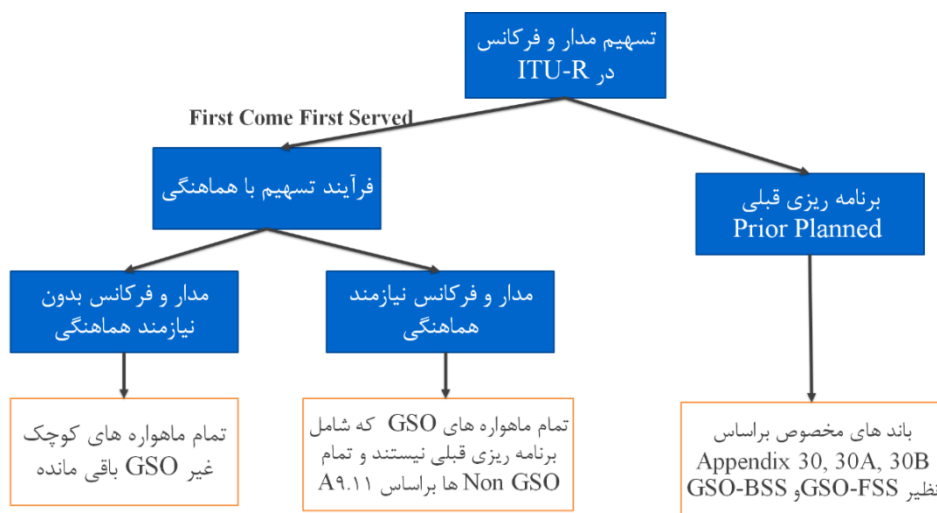 تسهیم مدار و فرکانس
در ITU-R
First Come First Served
فرآیند تسهیم با هماهنگی
برنامه ریزی قبلی
Prior Planned
مدار و فرکانس بدون
نیازمند هماهنگی
مدار و فرکانس نیازمند
هماهنگی
تمام ماهواره های کوچک
غیر GSO باقی مانده
تمام ماهواره های GSO که شامل
برنامه ریزی قبلی نیستند و تمام
Non GSO ها براساس A۹.۱۱
باند های مخصوص براساس
Appendix 30, 30A, 30B
نظیر GSO-FSS و GSO-BSS